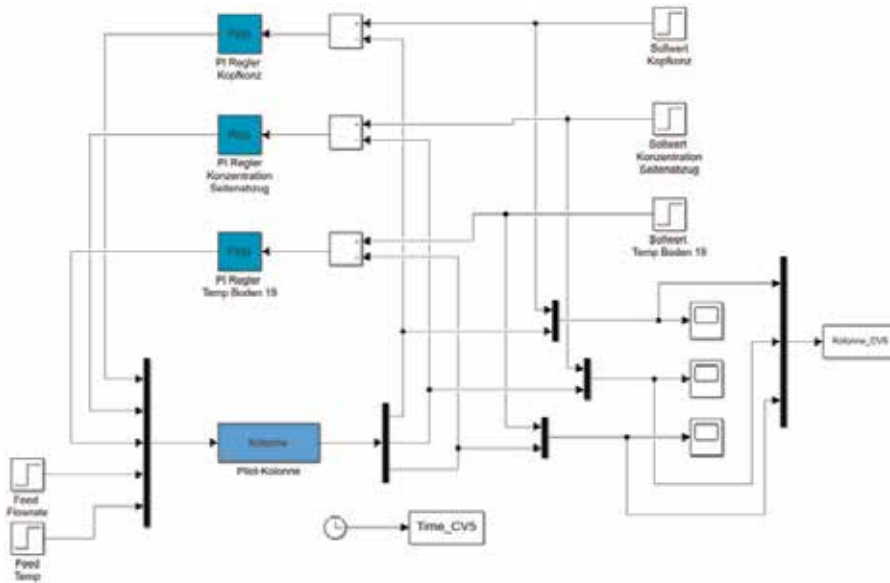 PI Regler
Kopfkonz
Sollwert
Kopfkonz
PI Regler
Konzentration
Seitenabzug
Sollwert
Konzentration
Seitenabzug
PI Regler
Temp Boden 19
Sollwert
Temp Boden 19
Kolonne_CV5
Kolonne
Pilot-Kolonne
Feed
Flowrate
Time_CV5
Feed
Temp